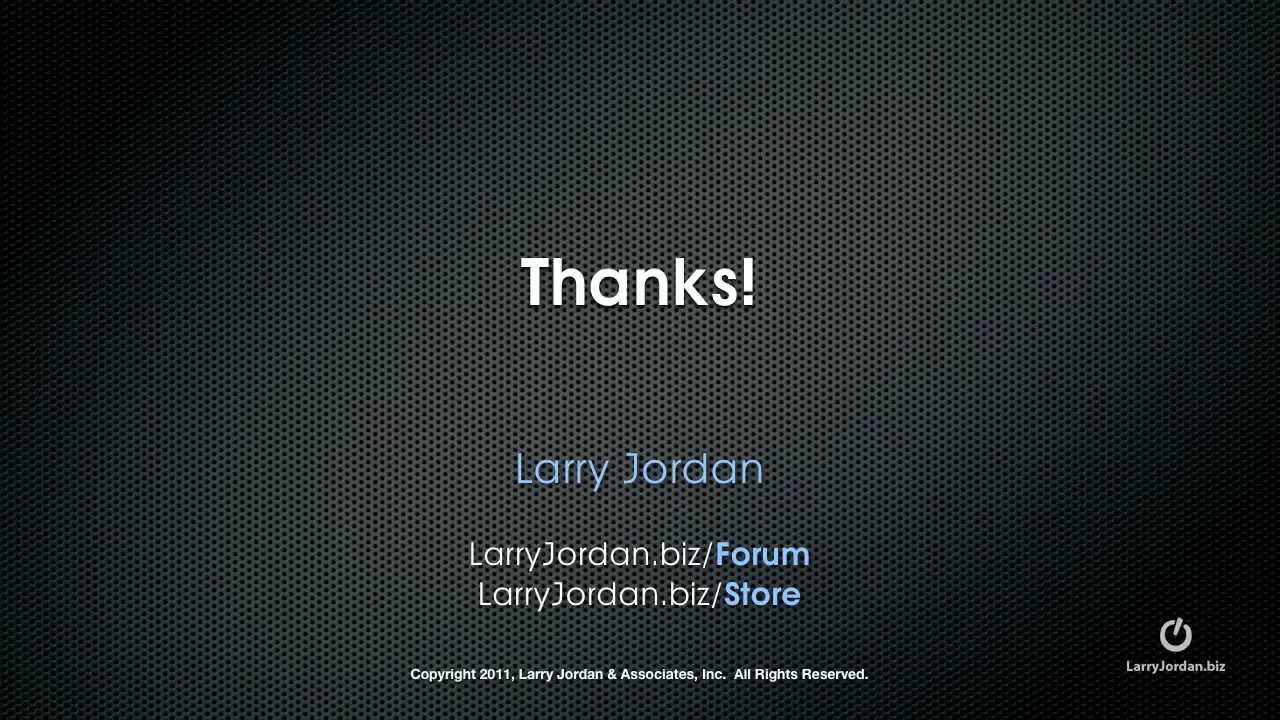 Thanks!
Larry Jordan
LarryJordan.biz/Forum
LarryJordan.biz/Store
Copyright 2011, Larry Jordan & Associates, Inc.  All Rights Reserved.
LarryJordan.biz